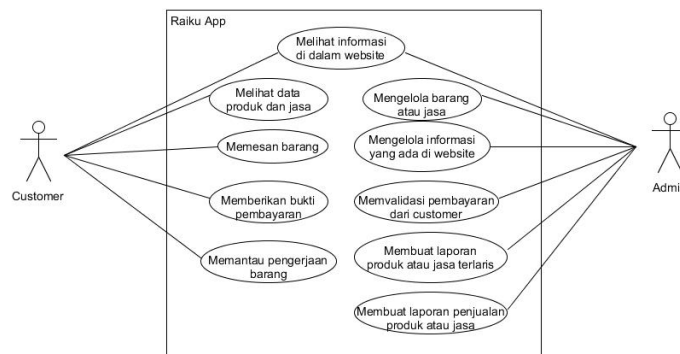 Raiku App
Melihat informasi
di dalam website
Melihat data
produk dan jasa
Mengelola barang
atau jasa
Memesan barang
Mengelola informasi
yang ada di website
Customer
Admi
Memberikan bukti
pembayaran
Memvalidasi pembayaran
dari customer
Memantau pengerjaan
barang
Membuat laporan
produk atau jasa terlaris
Membuat laporan penjualan
produk atau jasa